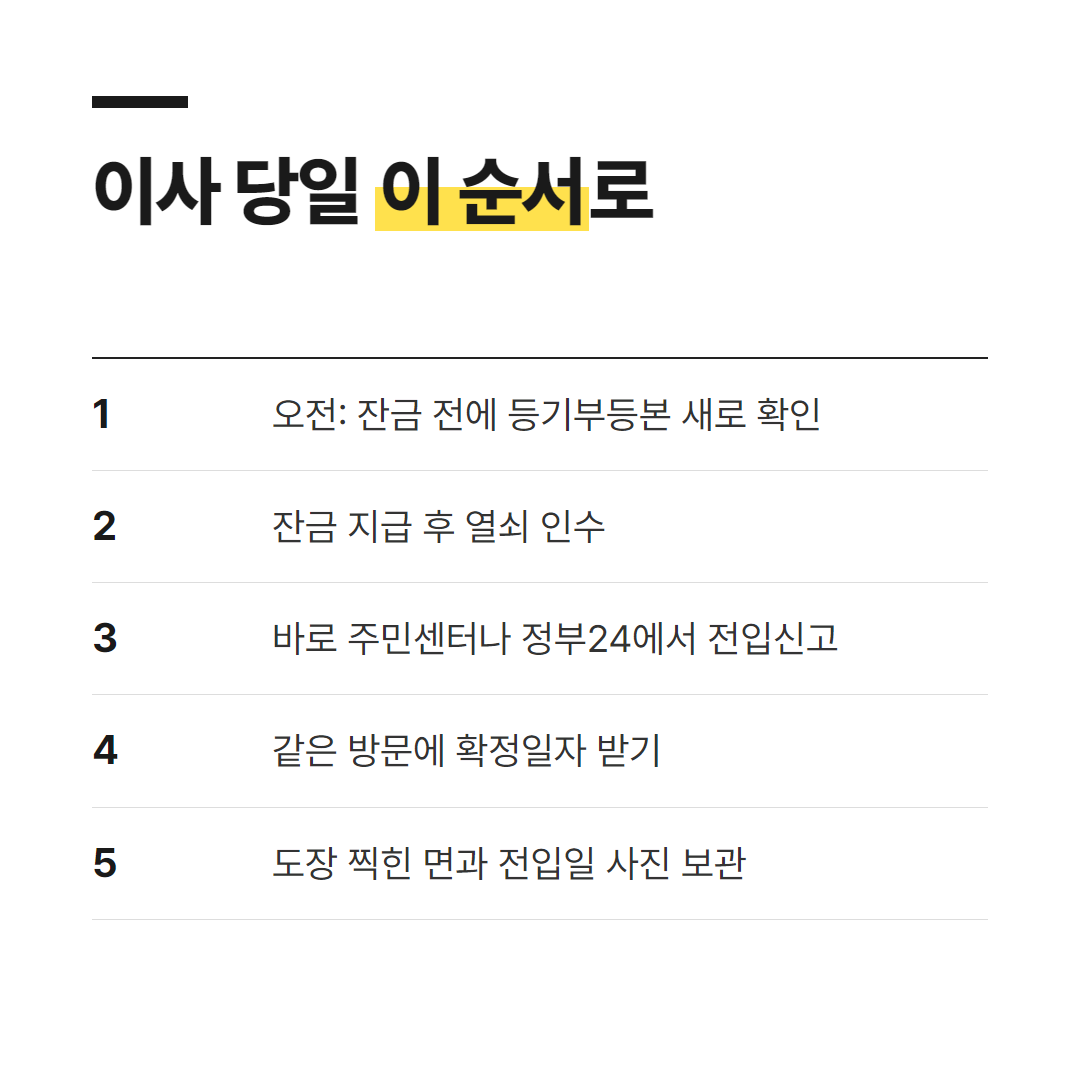 이사 당일 이 순서로
1 오전: 잔금 전에 등기부등본 새로 확인
2 잔금 지급 후 열쇠 인수
3 바로 주민센터나 정부24에서 전입신고
4 같은 방문에 확정일자 받기
5 도장 찍힌 면과 전입일 사진 보관